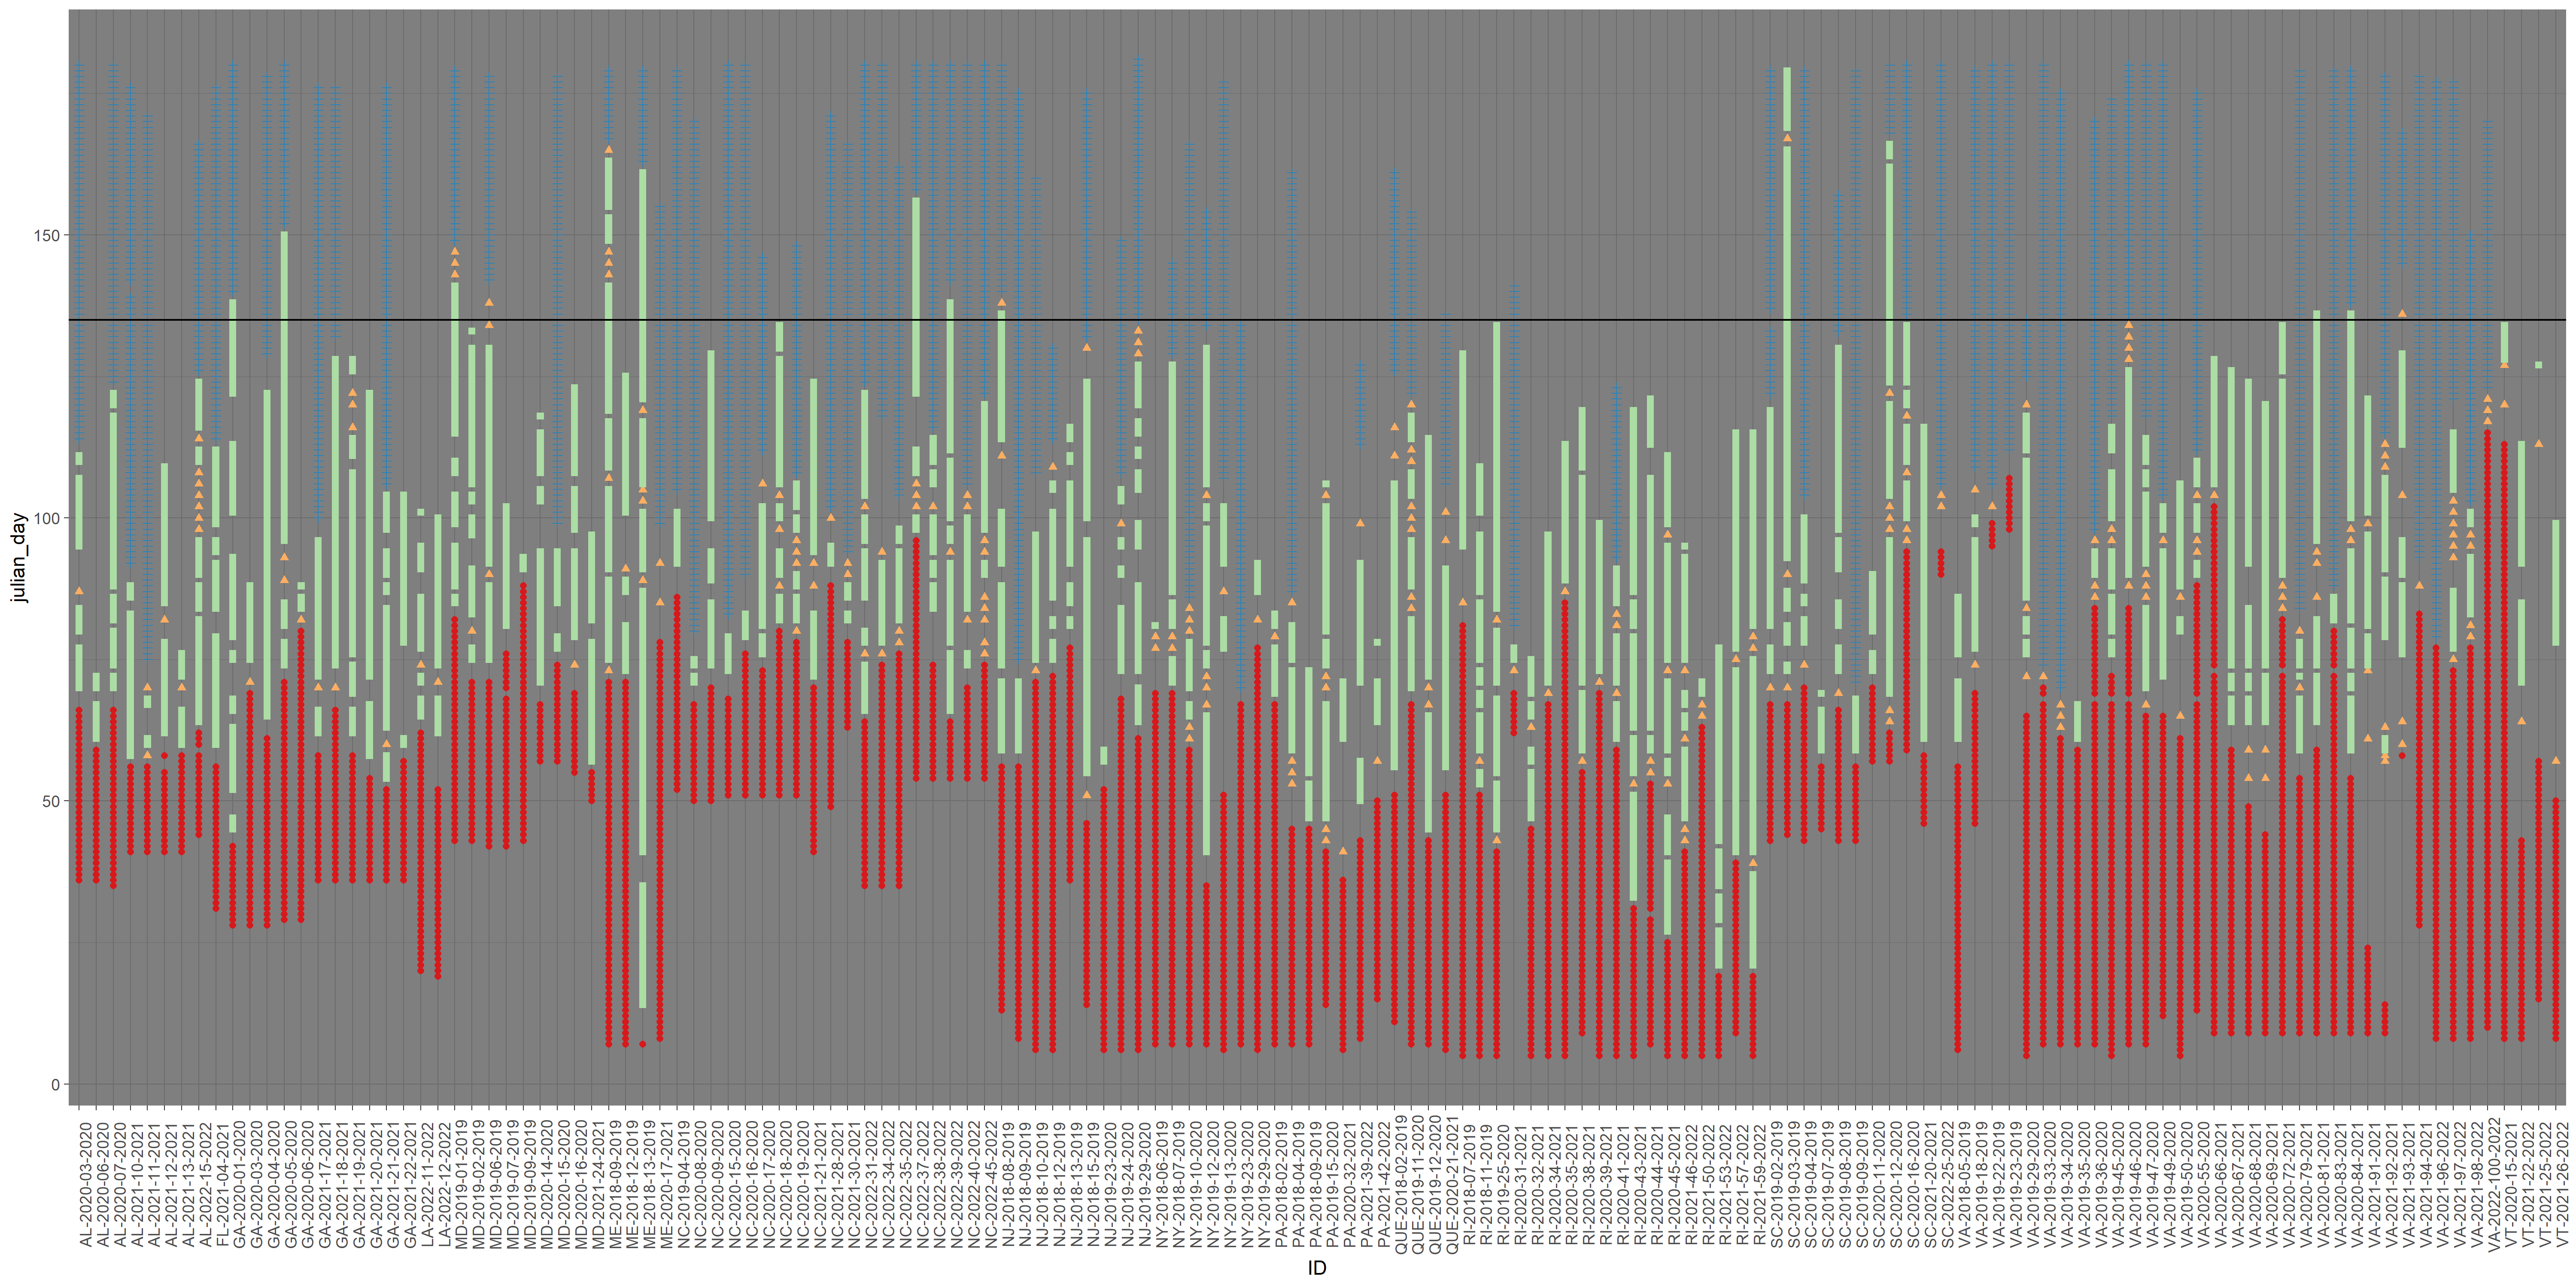 julian_day
150
100
50
0
AL-2020-03-2020
AL-2020-06-2020
AL-2020-07-2020
AL-2021-10-2021
AL-2021-11-2021
AL-2021-12-2021
AL-2021-13-2021
AL-2022-15-2022
FL-2021-04-2021
GA-2020-01-2020
GA-2020-03-2020
GA-2020-04-2020
GA-2020-05-2020
GA-2020-06-2020
GA-2021-17-2021
GA-2021-18-2021
GA-2021-19-2021
GA-2021-20-2021
GA-2021-21-2021
GA-2021-22-2021
LA-2022-11-2022
LA-2022-12-2022
MD-2019-01-2019
MD-2019-02-2019
MD-2019-06-2019
MD-2019-07-2019
MD-2019-09-2019
MD-2020-14-2020
MD-2020-15-2020
MD-2020-16-2020
MD-2021-24-2021
ME-2018-09-2019
ME-2018-12-2019
ME-2018-13-2019
ME-2020-17-2021
NC-2019-04-2019
NC-2020-08-2020
NC-2020-09-2020
NC-2020-15-2020
NC-2020-16-2020
NC-2020-17-2020
NC-2020-18-2020
NC-2020-19-2020
NC-2021-21-2021
NC-2021-28-2021
NC-2021-30-2021
NC-2022-31-2022
NC-2022-34-2022
NC-2022-35-2022
NC-2022-37-2022
NC-2022-38-2022
NC-2022-39-2022
NC-2022-40-2022
NC-2022-45-2022
NJ-2018-08-2019
NJ-2018-09-2019
NJ-2018-10-2019
NJ-2018-12-2019
NJ-2018-13-2019
NJ-2018-15-2019
NJ-2019-23-2020
NJ-2019-24-2020
NJ-2019-29-2020
NY-2018-06-2019
NY-2018-07-2019
NY-2019-10-2020
NY-2019-12-2020
NY-2019-13-2020
NY-2019-23-2020
NY-2019-29-2020
PA-2018-02-2019
PA-2018-04-2019
PA-2018-09-2019
PA-2019-15-2020
PA-2020-32-2021
PA-2021-39-2022
PA-2021-42-2022
QUE-2018-02-2019
QUE-2019-11-2020
QUE-2019-12-2020
QUE-2020-21-2021
RI-2018-07-2019
RI-2018-11-2019
RI-2019-25-2020
RI-2020-31-2021
RI-2020-32-2021
RI-2020-34-2021
RI-2020-35-2021
RI-2020-38-2021
RI-2020-39-2021
RI-2020-41-2021
RI-2020-43-2021
RI-2020-44-2021
RI-2020-45-2021
RI-2021-46-2022
RI-2021-50-2022
RI-2021-53-2022
RI-2021-57-2022
RI-2021-59-2022
SC-2019-02-2019
SC-2019-03-2019
SC-2019-04-2019
SC-2019-07-2019
SC-2019-08-2019
SC-2019-09-2019
SC-2020-11-2020
SC-2020-12-2020
SC-2020-16-2020
SC-2021-20-2021
SC-2022-25-2022
VA-2018-05-2019
VA-2019-18-2019
VA-2019-22-2019
VA-2019-23-2019
VA-2019-29-2020
VA-2019-33-2020
VA-2019-34-2020
VA-2019-35-2020
VA-2019-36-2020
VA-2019-45-2020
VA-2019-46-2020
VA-2019-47-2020
VA-2019-49-2020
VA-2019-50-2020
VA-2020-55-2020
VA-2020-66-2021
VA-2020-67-2021
VA-2020-68-2021
VA-2020-69-2021
VA-2020-72-2021
VA-2020-79-2021
VA-2020-81-2021
VA-2020-83-2021
VA-2020-84-2021
VA-2021-91-2021
VA-2021-92-2021
VA-2021-93-2021
VA-2021-94-2021
VA-2021-96-2022
VA-2021-97-2022
VA-2021-98-2022
VA-2022-100-2022
VT-2020-15-2021
VT-2021-22-2022
VT-2021-25-2022
VT-2021-26-2022
ID